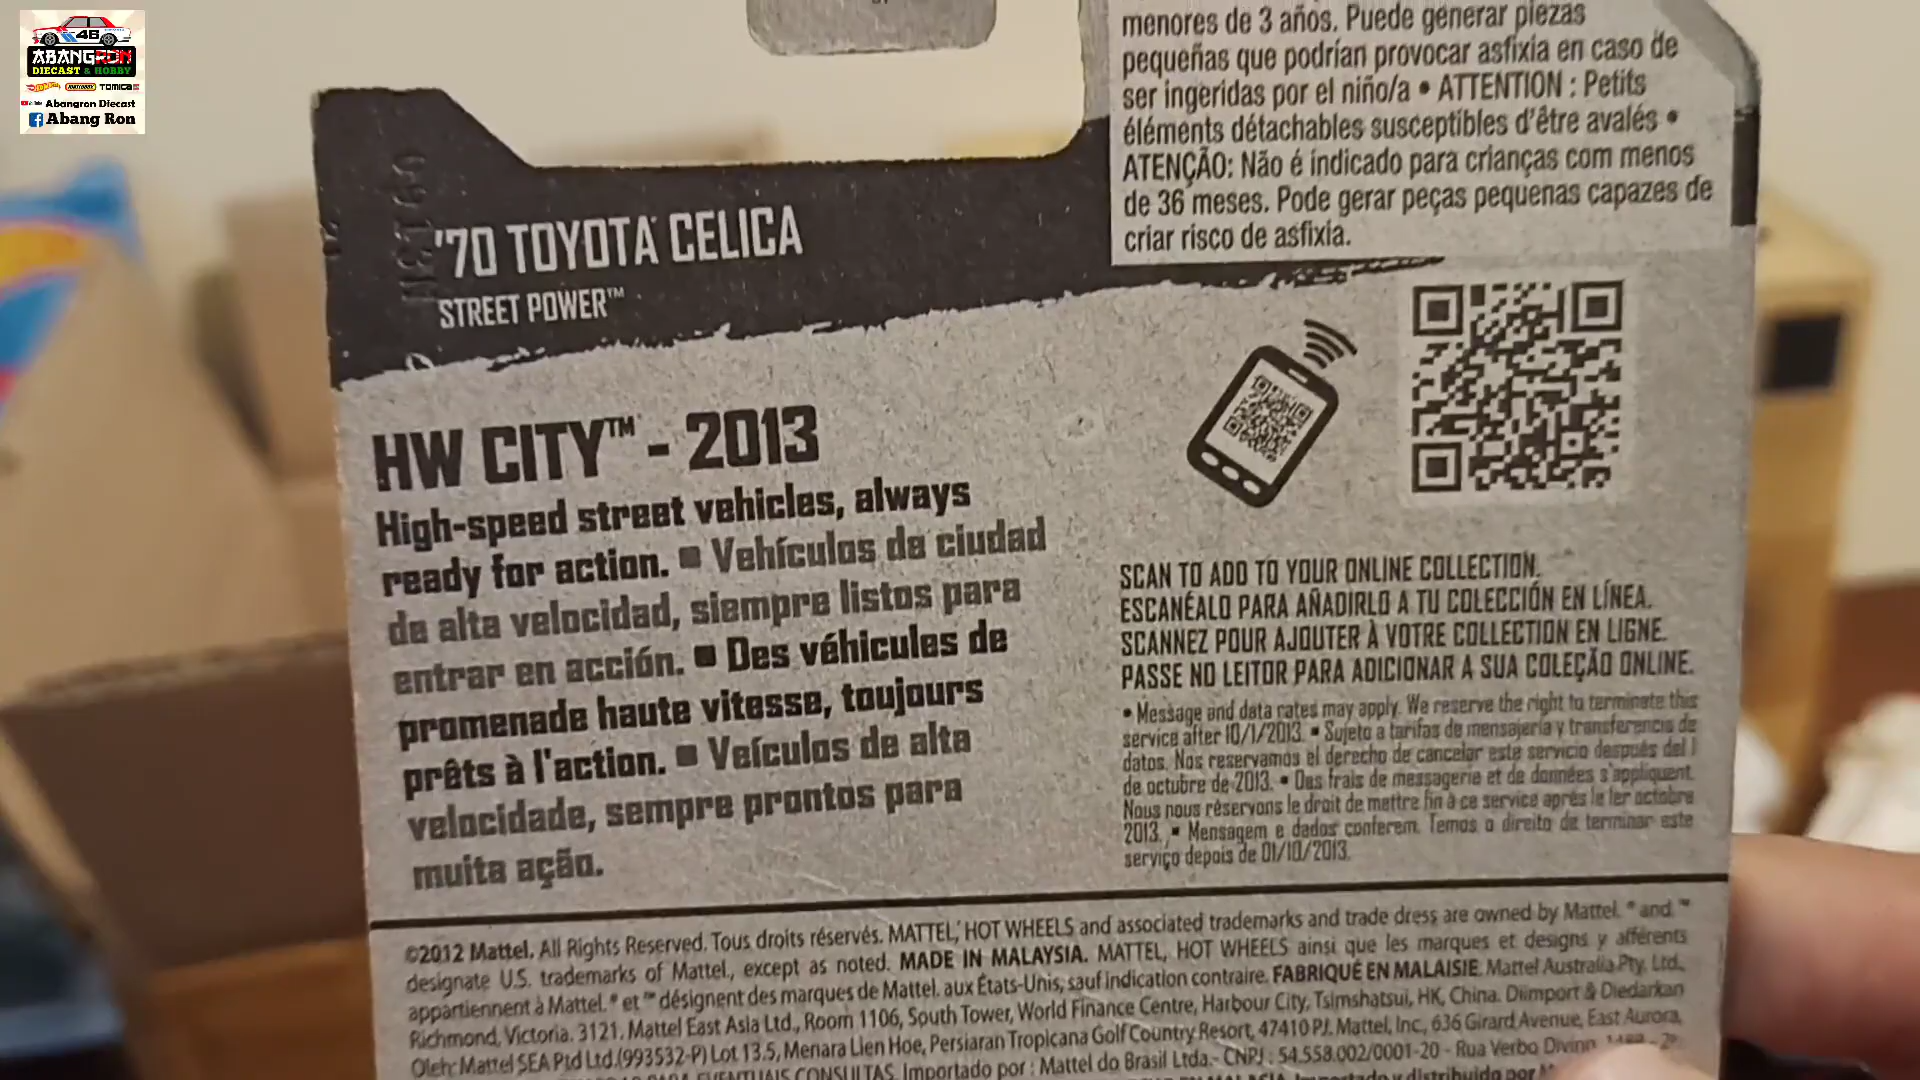 48
ABANGRON
DIECAST & HOBBY
Hot Wheels MATCHBOX TOMICA
Abangron Diecast
Abang Ron
menores de 3 años. Puede generar piezas
pequeñas que podrían provocar asfixia en caso de
ser ingeridas por el niño/a • ATTENTION : Petits
éléments détachables susceptibles d'être avalés •
ATENÇÃO: Não é indicado para crianças com menos
de 36 meses. Pode gerar peças pequenas capazes de
criar risco de asfixia.
'70 TOYOTA CELICA
STREET POWER™
HW CITY™ - 2013
High-speed street vehicles, always
ready for action. ■ Vehículos de ciudad
de alta velocidad, siempre listos para
entrar en acción. ■ Des véhicules de
promenade haute vitesse, toujours
prêts à l'action. ■ Veículos de alta
velocidade, sempre prontos para
muita ação.
SCAN TO ADD TO YOUR ONLINE COLLECTION.
ESCANÉALO PARA AÑADIRLO A TU COLECCIÓN EN LÍNEA.
SCANNEZ POUR AJOUTER À VOTRE COLLECTION EN LIGNE.
PASSE NO LEITOR PARA ADICIONAR A SUA COLEÇÃO ONLINE.
• Message and data rates may apply. We reserve the right to terminate this
service after 10/1/2013. ■ Sujeto a tarifas de mensajería y transferencia de
datos. Nos reservamos el derecho de cancelar este servicio después del 1
de octubre de 2013. • Des frais de messagerie et de données s'appliquent.
Nous nous réservons le droit de mettre fin à ce service après le 1er octobre
2013. ■ Mensagem e dados conferem. Temos o direito de terminar este
serviço depois de 01/10/2013.
©2012 Mattel. All Rights Reserved. Tous droits réservés. MATTEL, HOT WHEELS and associated trademarks and trade dress are owned by Mattel. ® and ™
designate U.S. trademarks of Mattel, except as noted. MADE IN MALAYSIA. MATTEL, HOT WHEELS ainsi que les marques et designs y afférents
appartiennent à Mattel. ® et ™ désignent des marques de Mattel aux États-Unis, sauf indication contraire. FABRIQUÉ EN MALAISIE. Mattel Australia Pty. Ltd.,
Richmond, Victoria. 3121. Mattel East Asia Ltd., Room 1106, South Tower, World Finance Centre, Harbour City, Tsimshatsui, HK, China. Diimport & Diedarkan
Oleh: Mattel SEA Ptd Ltd.(993532-P) Lot 13.5, Menara Lien Hoe, Persiaran Tropicana Golf Country Resort, 47410 PJ. Mattel, Inc., 636 Girard Avenue, East Aurora,
EVENTUAIS CONSULTAS. Importado por : Mattel do Brasil Ltda.- CNPJ : 54.558.002/0001-20 - Rua Verbo Divino
distribuido por